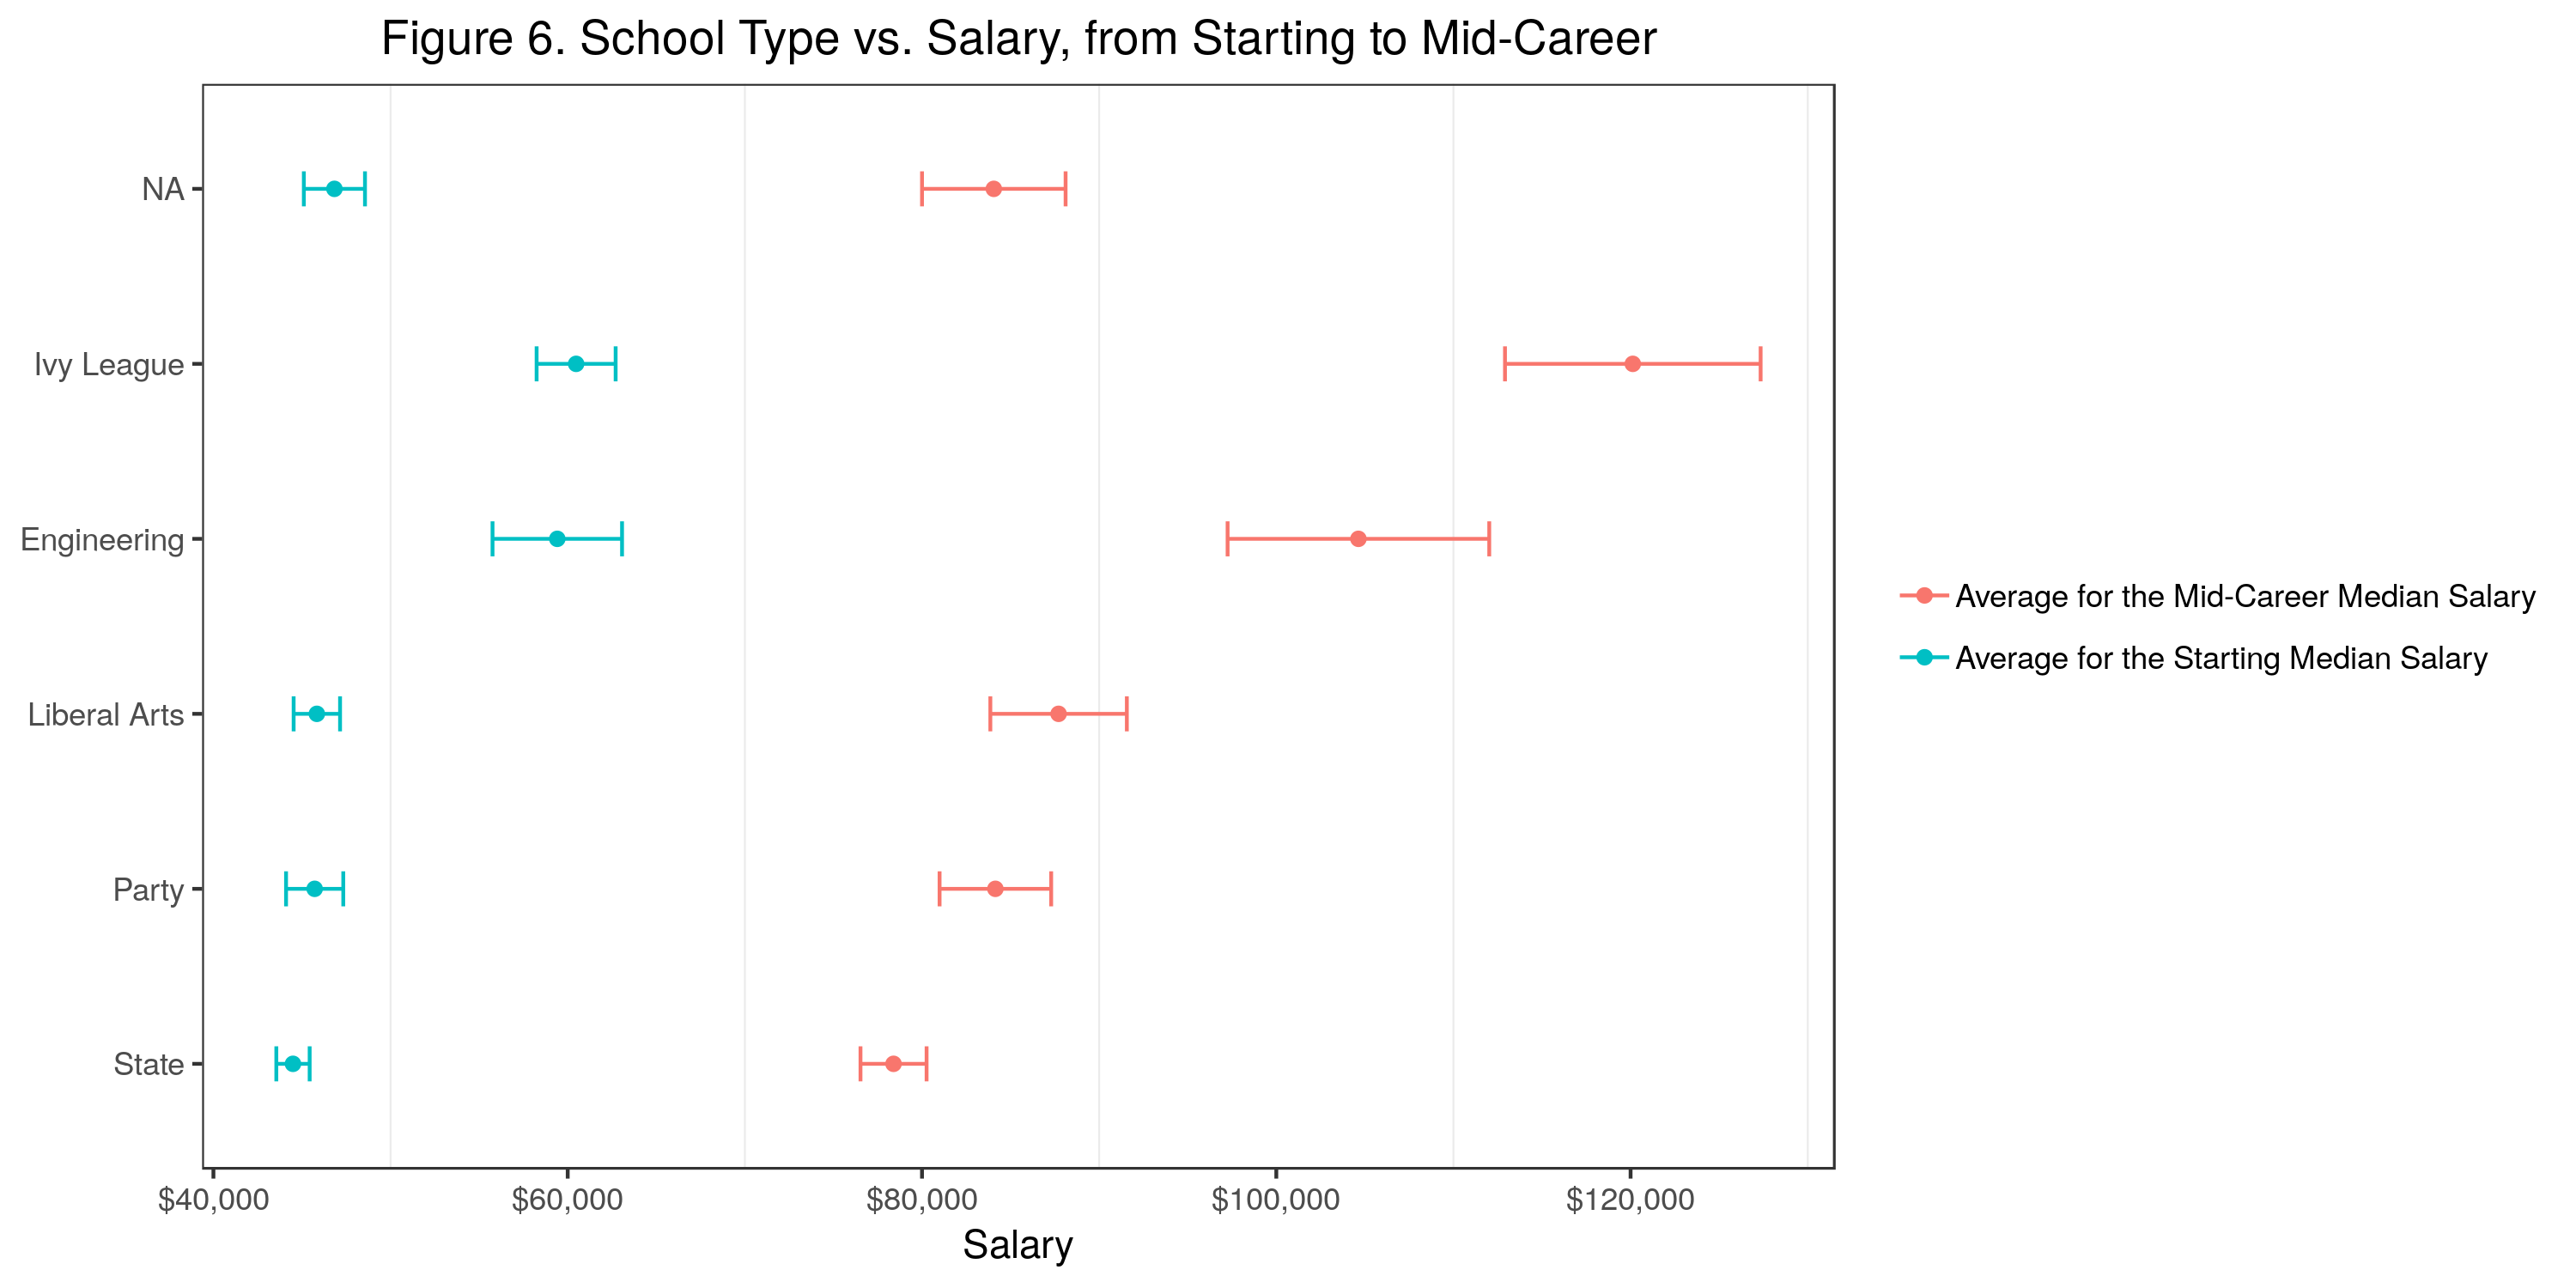 Figure 6. School Type vs. Salary, from Starting to Mid-Career
NA
Ivy League
Engineering
Liberal Arts
Party
State
$40,000 $60,000 $80,000 $100,000 $120,000
Salary
Average for the Mid-Career Median Salary
Average for the Starting Median Salary